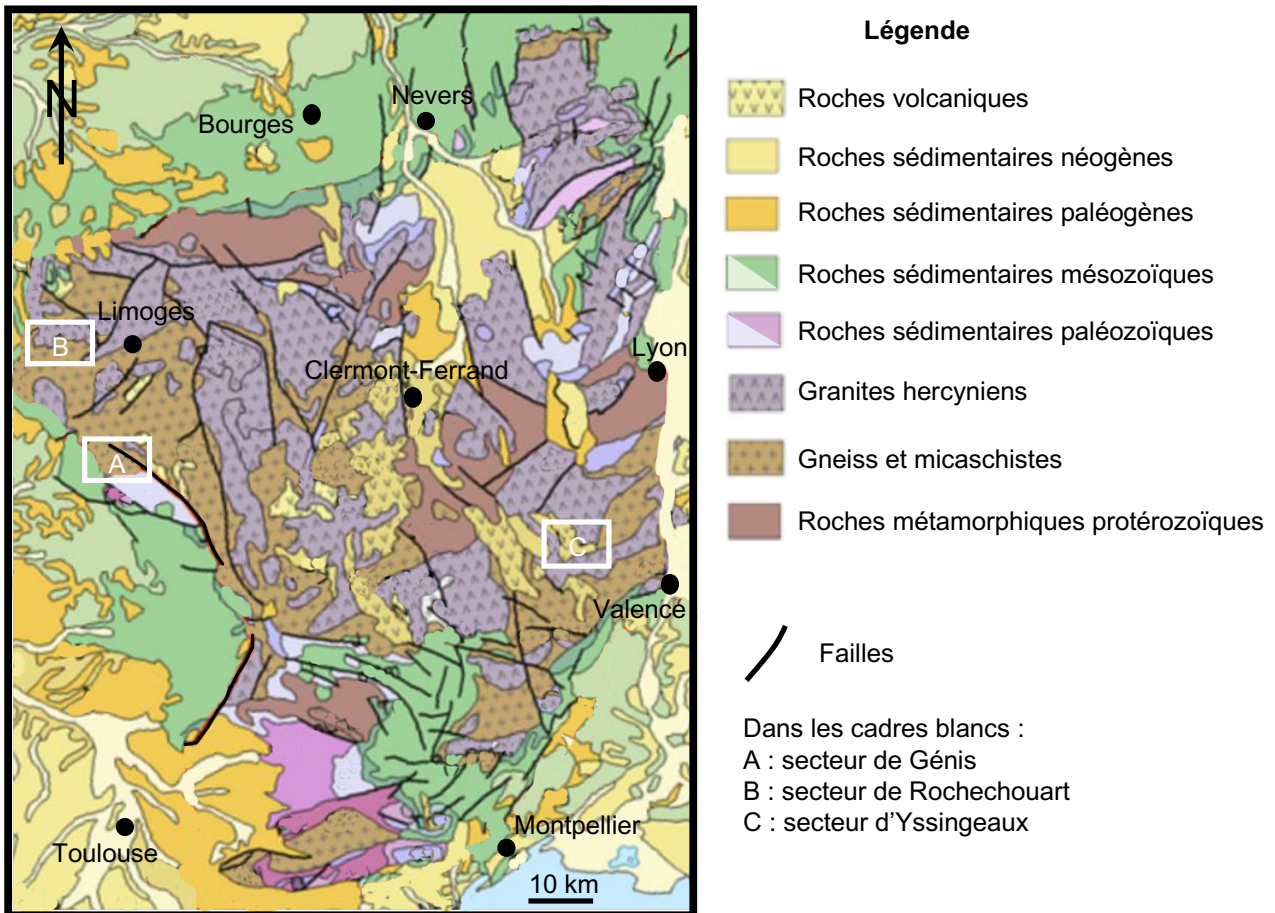 N
Bourges
Nevers
Limoges
B
Clermont-Ferrand
Lyon
A
C
Valence
Toulouse
Montpellier
10 km
Légende
Roches volcaniques
Roches sédimentaires néogènes
Roches sédimentaires paléogènes
Roches sédimentaires mésozoïques
Roches sédimentaires paléozoïques
Granites hercyniens
Gneiss et micaschistes
Roches métamorphiques protérozoïques
Failles
Dans les cadres blancs :
A : secteur de Génis
B : secteur de Rochechouart
C : secteur d'Yssingeaux